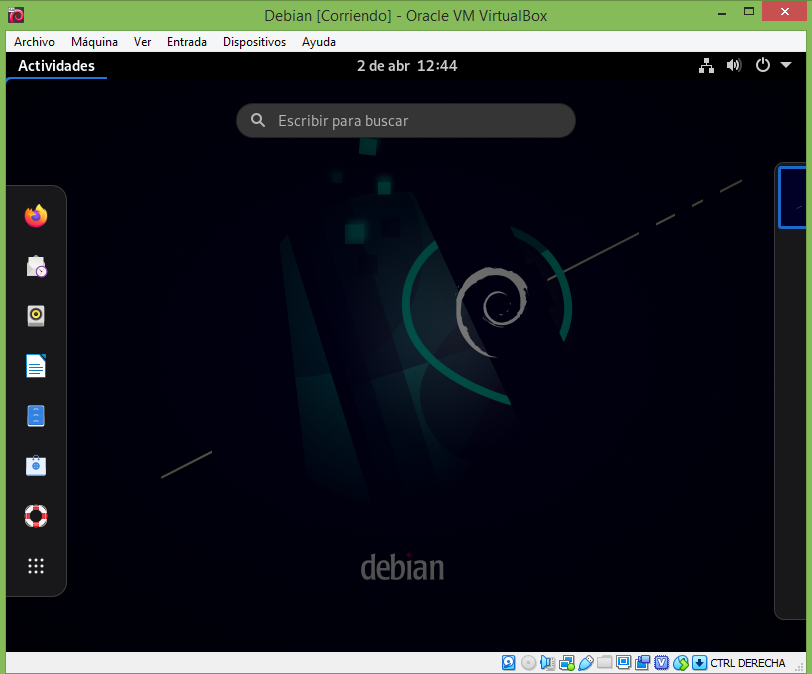 Debian [Corriendo] - Oracle VM VirtualBox
Archivo Máquina Ver Entrada Dispositivos Ayuda
Actividades 2 de abr 12:44
Escribir para buscar
debian
CTRL DERECHA